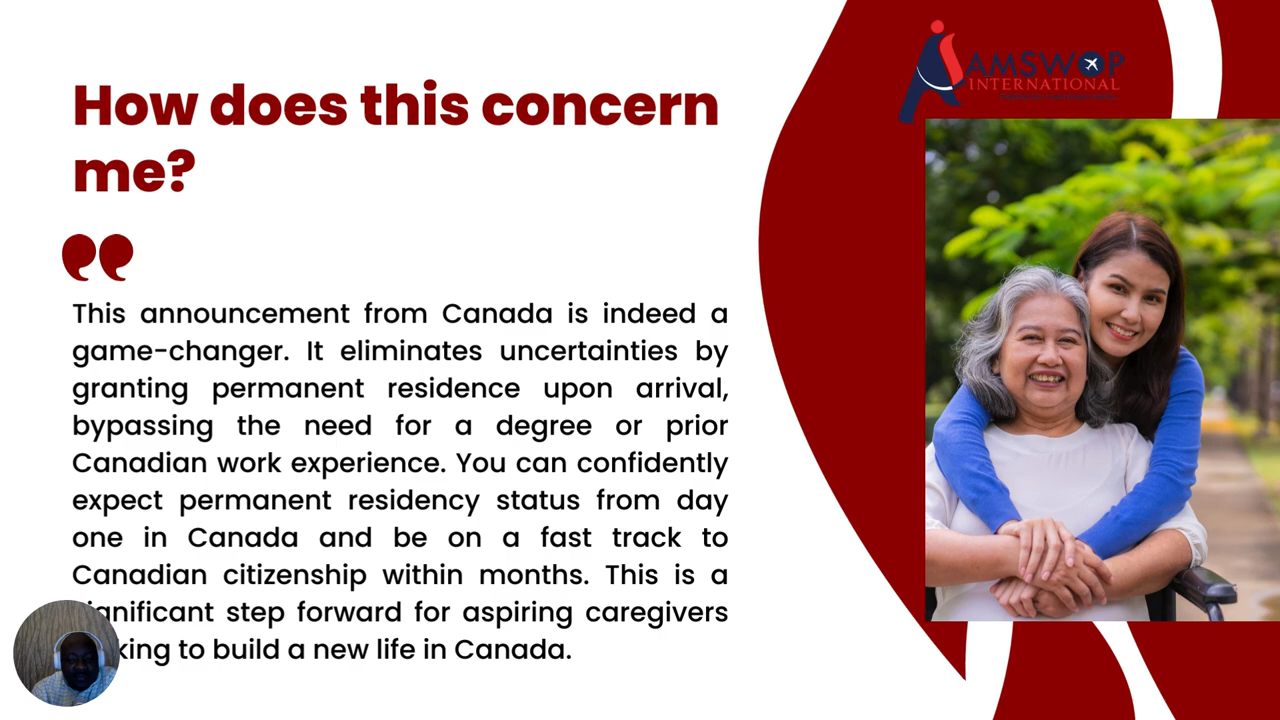 How does this concern
me?
This announcement from Canada is indeed a
game-changer. It eliminates uncertainties by
granting permanent residence upon arrival,
bypassing the need for a degree or prior
Canadian work experience. You can confidently
expect permanent residency status from day
one in Canada and be on a fast track to
Canadian citizenship within months. This is a
step forward for aspiring caregivers
to build a new life in Canada.
AMSWOP
INTERNATIONAL